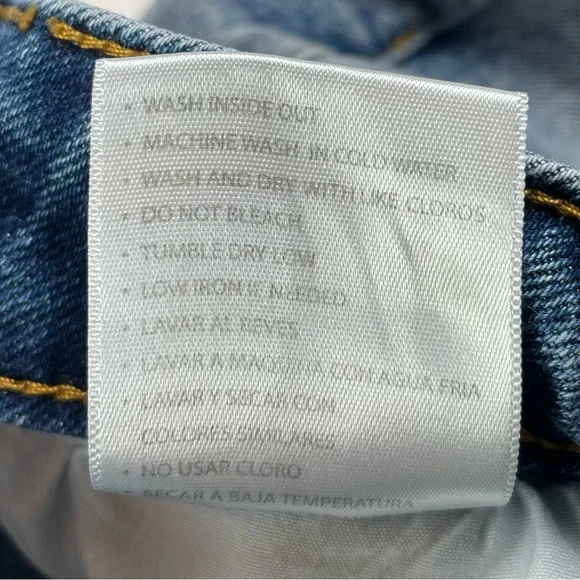 • WASH INSIDE OUT
• MACHINE WASH IN COLD WATER
• WASH AND DRY WITH LIKE CLORO'S
• DO NOT BLEACH
• TUMBLE DRY LOW
• LOW IRON IF NEEDED
• LAVAR AL REVES
• LAVAR A MAQUINA CON AGUA FRIA
• LAVAR Y SECAR CON
COLORES SIMILARES
• NO USAR CLORO
• SECAR A BAJA TEMPERATURA